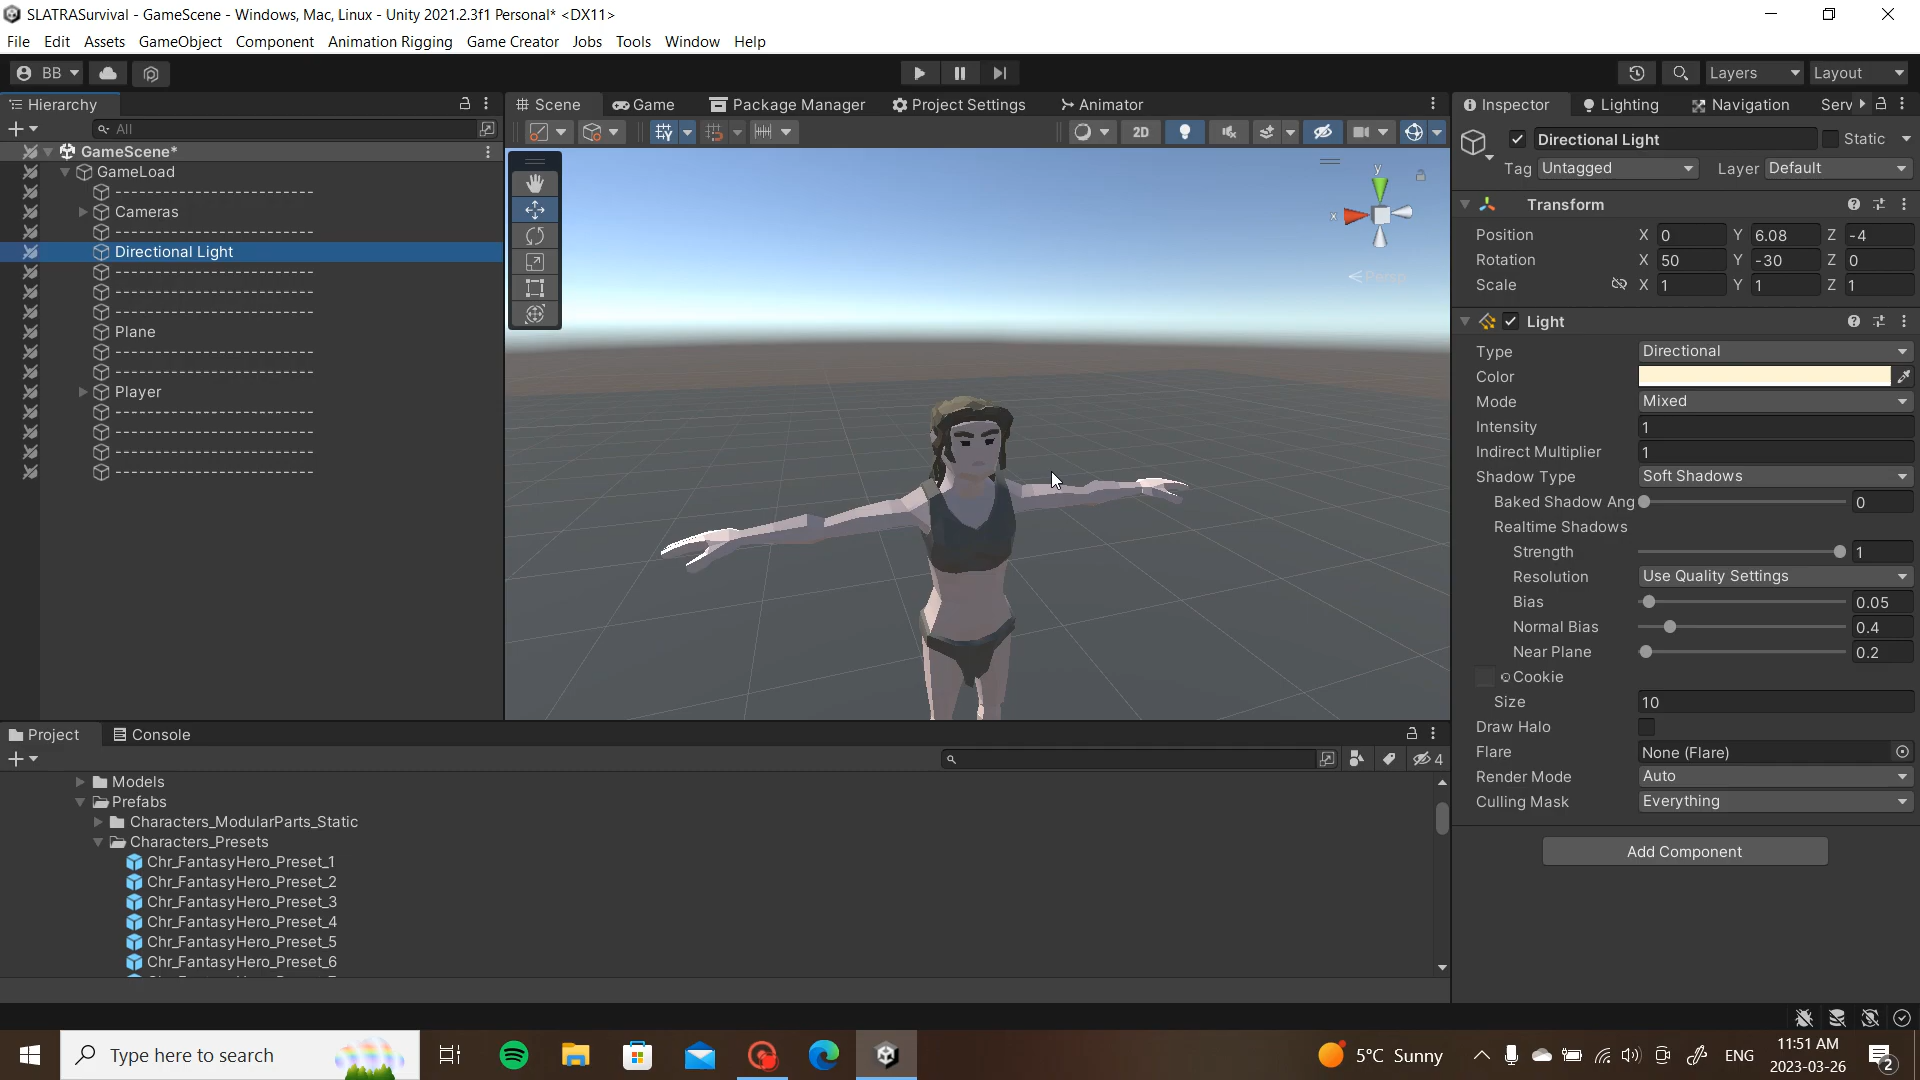 SLATRASurvival - GameScene - Windows, Mac, Linux - Unity 2021.2.3f1 Personal* <DX11>
File Edit Assets GameObject Component Animation Rigging Game Creator Jobs Tools Window Help
BB Layers Layout
Hierarchy
All
GameScene*
GameLoad
----------------------
Cameras
----------------------
Directional Light
----------------------
----------------------
----------------------
Plane
----------------------
----------------------
Player
----------------------
----------------------
----------------------
----------------------
Scene Game Package Manager Project Settings Animator
2D
y
x
Persp
Inspector Lighting Navigation Serv
Directional Light Static
Tag Untagged Layer Default
Transform
Position X 0 Y 6.08 Z -4
Rotation X 50 Y -30 Z 0
Scale X 1 Y 1 Z 1
Light
Type Directional
Color
Mode Mixed
Intensity 1
Indirect Multiplier 1
Shadow Type Soft Shadows
Baked Shadow Ang 0
Realtime Shadows
Strength 1
Resolution Use Quality Settings
Bias 0.05
Normal Bias 0.4
Near Plane 0.2
Cookie
Size 10
Draw Halo
Flare None (Flare)
Render Mode Auto
Culling Mask Everything
Add Component
Project Console
4
Models
Prefabs
Characters_ModularParts_Static
Characters_Presets
Chr_FantasyHero_Preset_1
Chr_FantasyHero_Preset_2
Chr_FantasyHero_Preset_3
Chr_FantasyHero_Preset_4
Chr_FantasyHero_Preset_5
Chr_FantasyHero_Preset_6
Type here to search
5°C Sunny
ENG
11:51 AM
2023-03-26
2